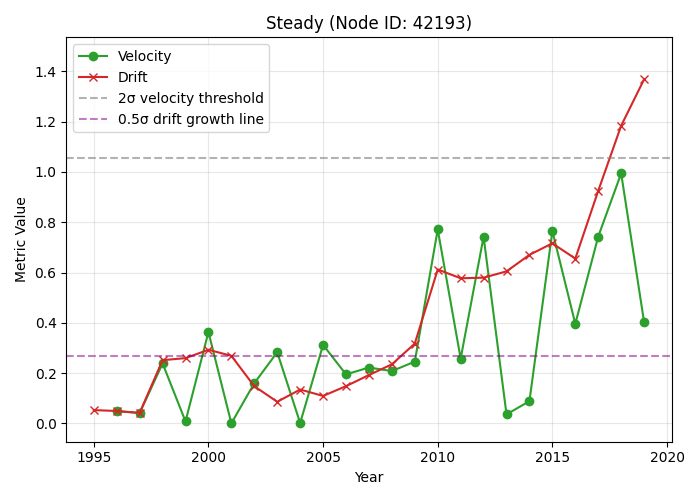 Steady (Node ID: 42193)
Velocity
Drift
2σ velocity threshold
0.5σ drift growth line
Metric Value
1.4
1.2
1.0
0.8
0.6
0.4
0.2
0.0
1995 2000 2005 2010 2015 2020
Year